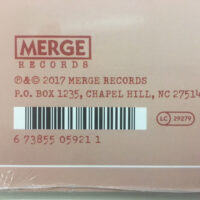 MERGE
RECORDS
℗&© 2017 MERGE RECORDS
P.O. BOX 1235, CHAPEL HILL, NC 27514
LC 29279
6 73855 05921 1